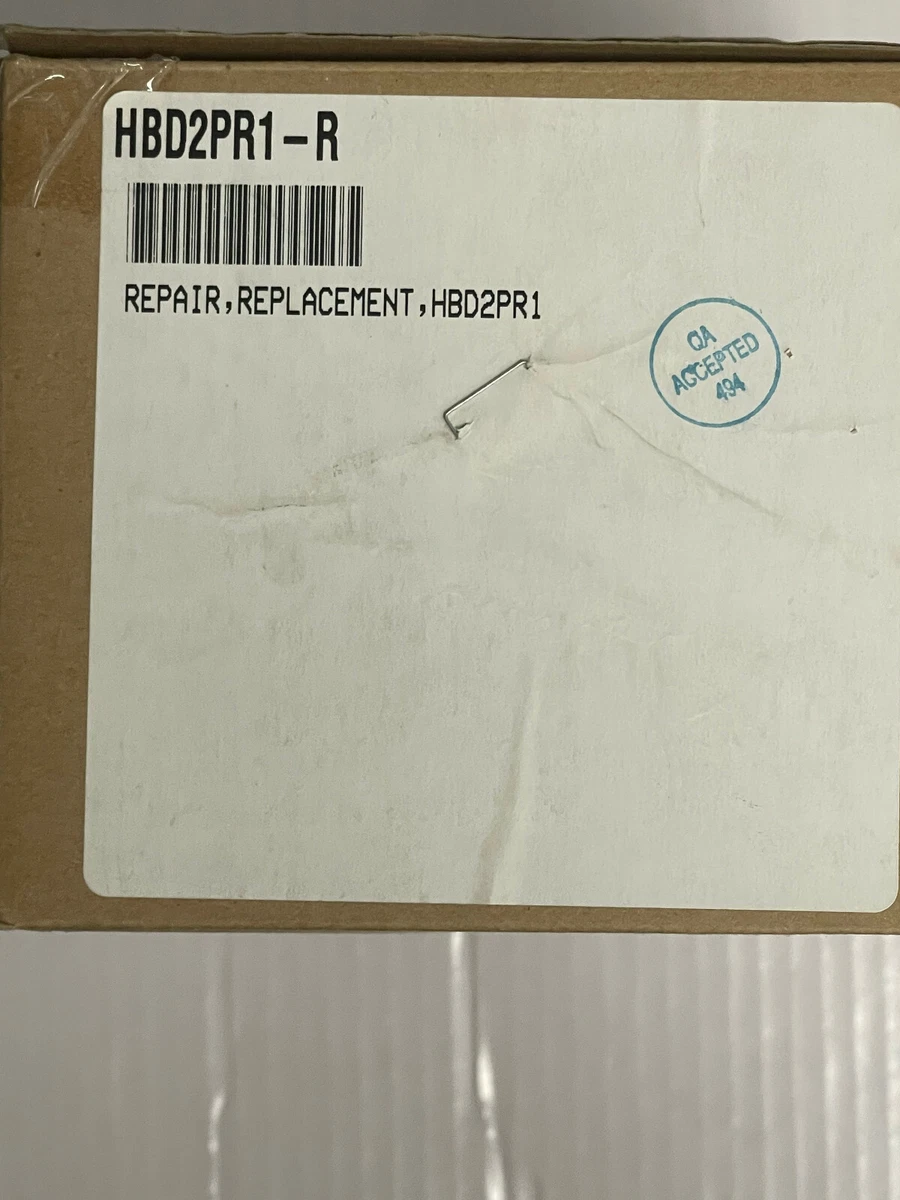 HBD2PR1-R
REPAIR,REPLACEMENT,HBD2PR1
QA
ACCEPTED
494